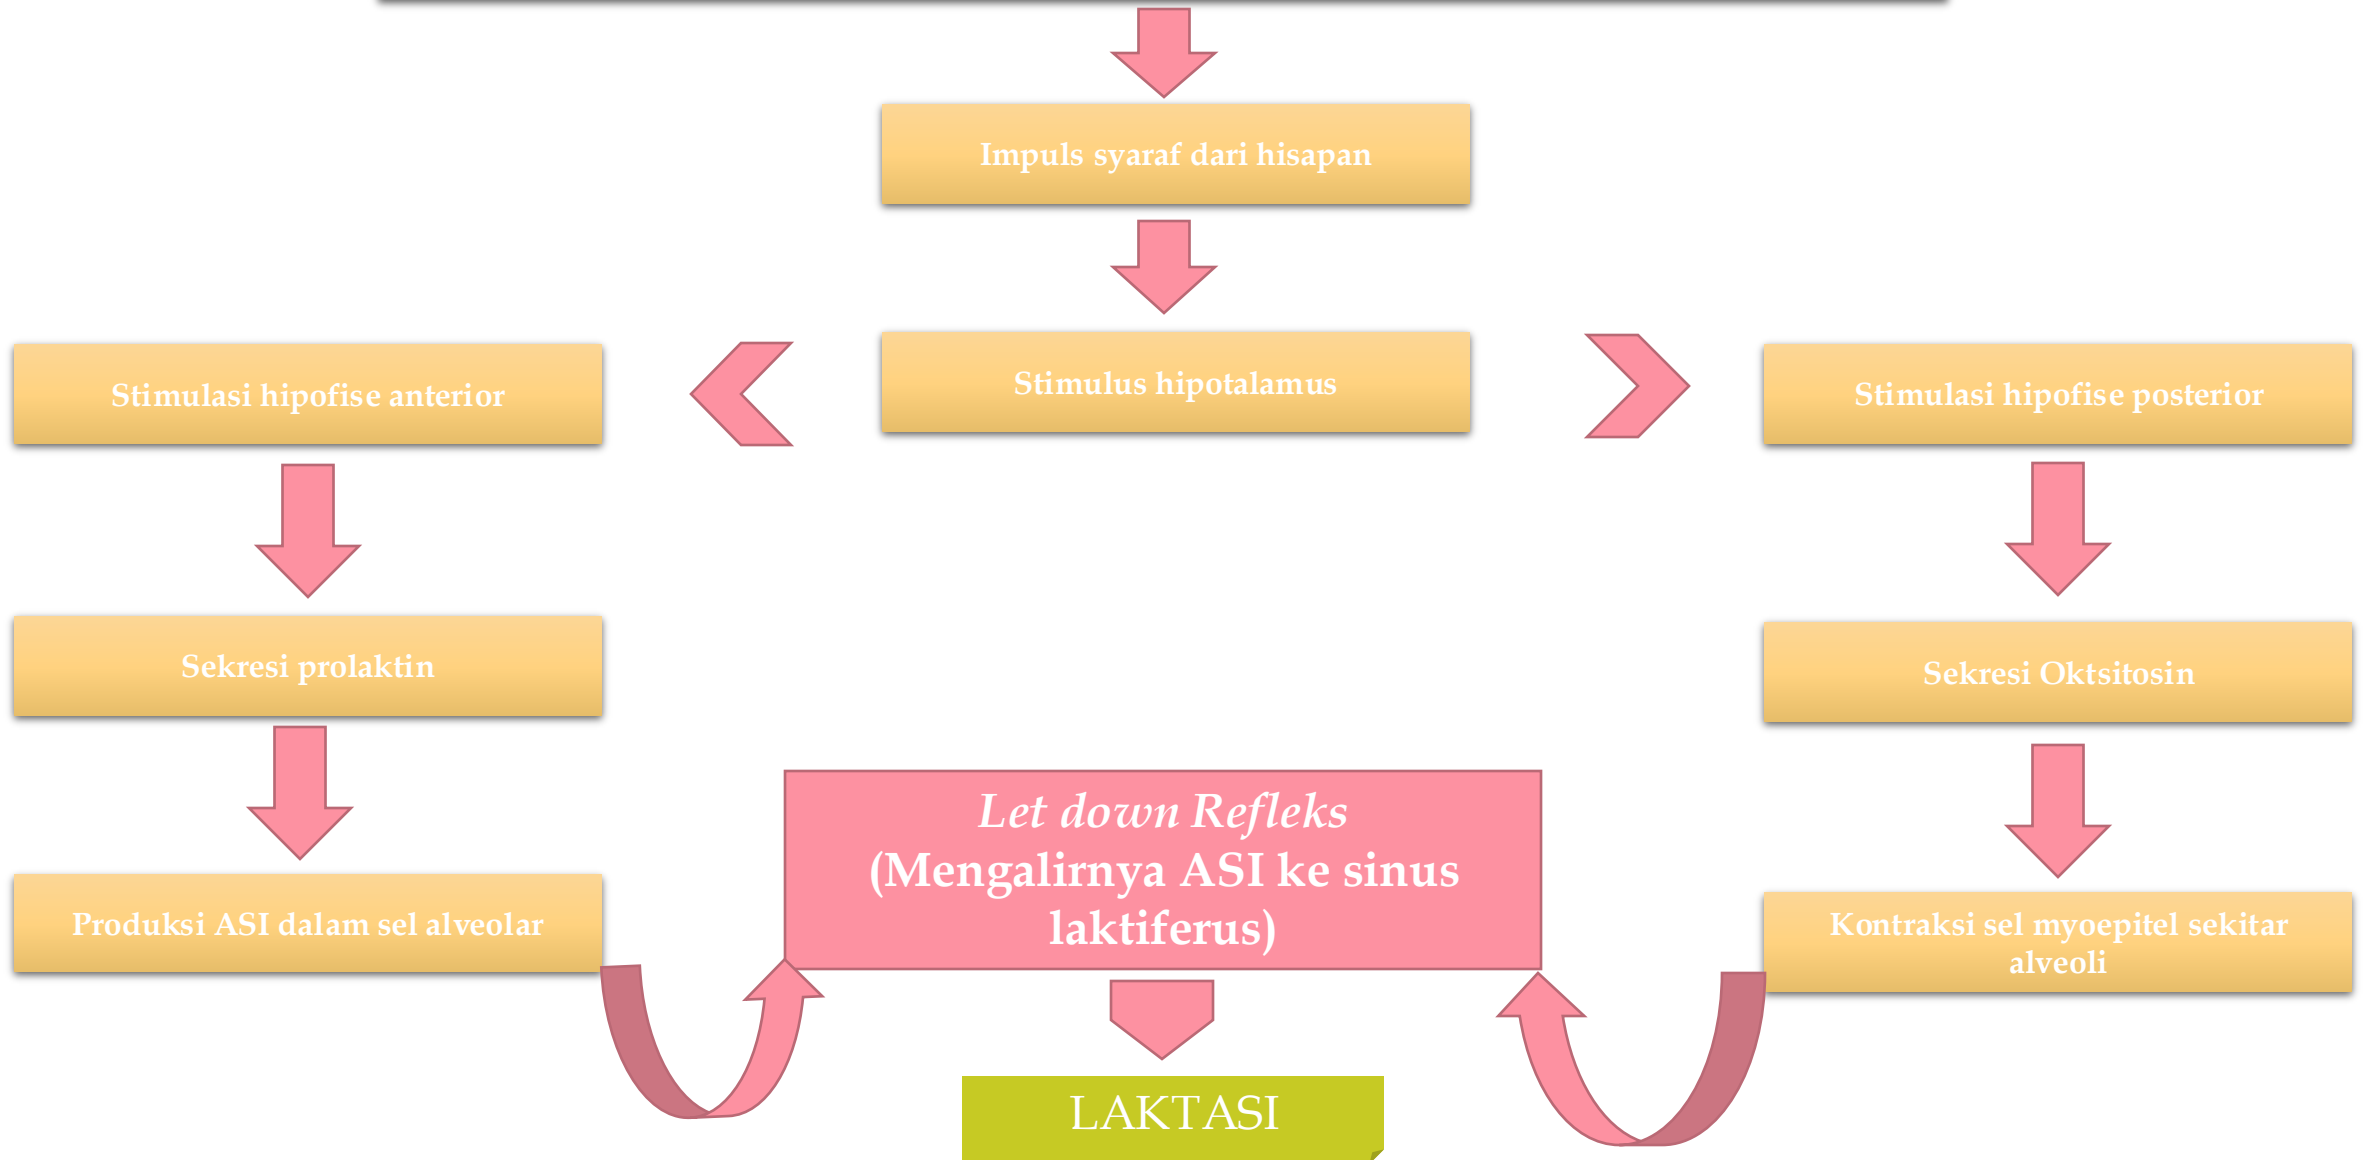 Impuls syaraf dari hisapan
Stimulus hipotalamus
Stimulasi hipofise anterior
Stimulasi hipofise posterior
Sekresi prolaktin
Sekresi Oktsitosin
Let down Refleks
(Mengalirnya ASI ke sinus
laktiferus)
Produksi ASI dalam sel alveolar
Kontraksi sel myoepitel sekitar
alveoli
LAKTASI